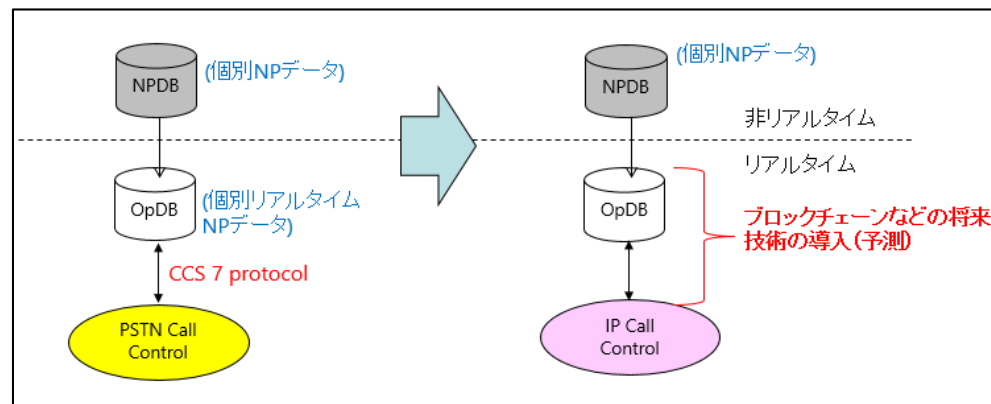 NPDB
(個別NPデータ)
OpDB
(個別リアルタイム
NPデータ)
CCS 7 protocol
PSTN Call
Control
(個別NPデータ)
NPDB
非リアルタイム
リアルタイム
OpDB
ブロックチェーンなどの将来
技術の導入(予測)
IP Call
Control